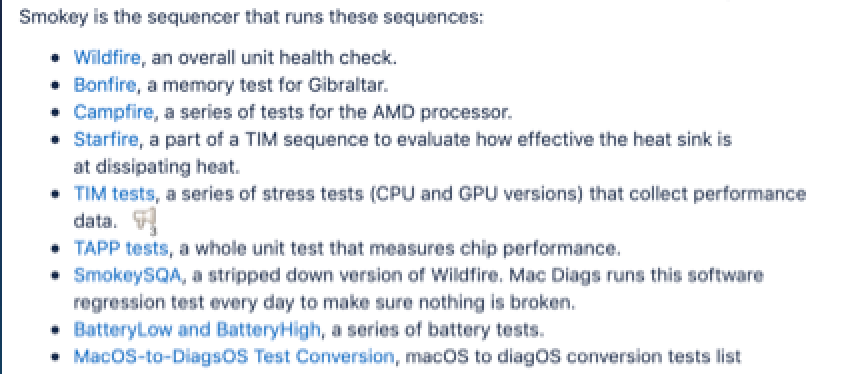 Smokey is the sequencer that runs these sequences:
• Wildfire, an overall unit health check.
• Bonfire, a memory test for Gibraltar.
• Campfire, a series of tests for the AMD processor.
• Starfire, a part of a TIM sequence to evaluate how effective the heat sink is
at dissipating heat.
• TIM tests, a series of stress tests (CPU and GPU versions) that collect performance
data.
• TAPP tests, a whole unit test that measures chip performance.
• SmokeySQA, a stripped down version of Wildfire. Mac Diags runs this software
regression test every day to make sure nothing is broken.
• BatteryLow and BatteryHigh, a series of battery tests.
• MacOS-to-DiagsOS Test Conversion, macOS to diagOS conversion tests list